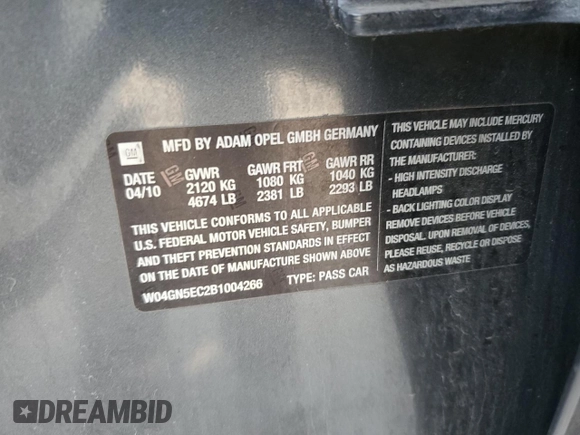 GM
MFD BY ADAM OPEL GMBH GERMANY
DATE GVWR GAWR FRT GAWR RR
04/10 2120 KG 1080 KG 1040 KG
4674 LB 2381 LB 2293 LB
THIS VEHICLE CONFORMS TO ALL APPLICABLE
U.S. FEDERAL MOTOR VEHICLE SAFETY, BUMPER
AND THEFT PREVENTION STANDARDS IN EFFECT
ON THE DATE OF MANUFACTURE SHOWN ABOVE
W04GN5EC2B1004266 TYPE: PASS CAR
THIS VEHICLE MAY INCLUDE MERCURY
CONTAINING DEVICES INSTALLED BY
THE MANUFACTURER:
- HIGH INTENSITY DISCHARGE
HEADLAMPS
- BACK LIGHTING COLOR DISPLAY
REMOVE DEVICES BEFORE VEHICLE
DISPOSAL. UPON REMOVAL OF DEVICES,
PLEASE REUSE, RECYCLE OR DISPOSE
AS HAZARDOUS WASTE
DREAMBID